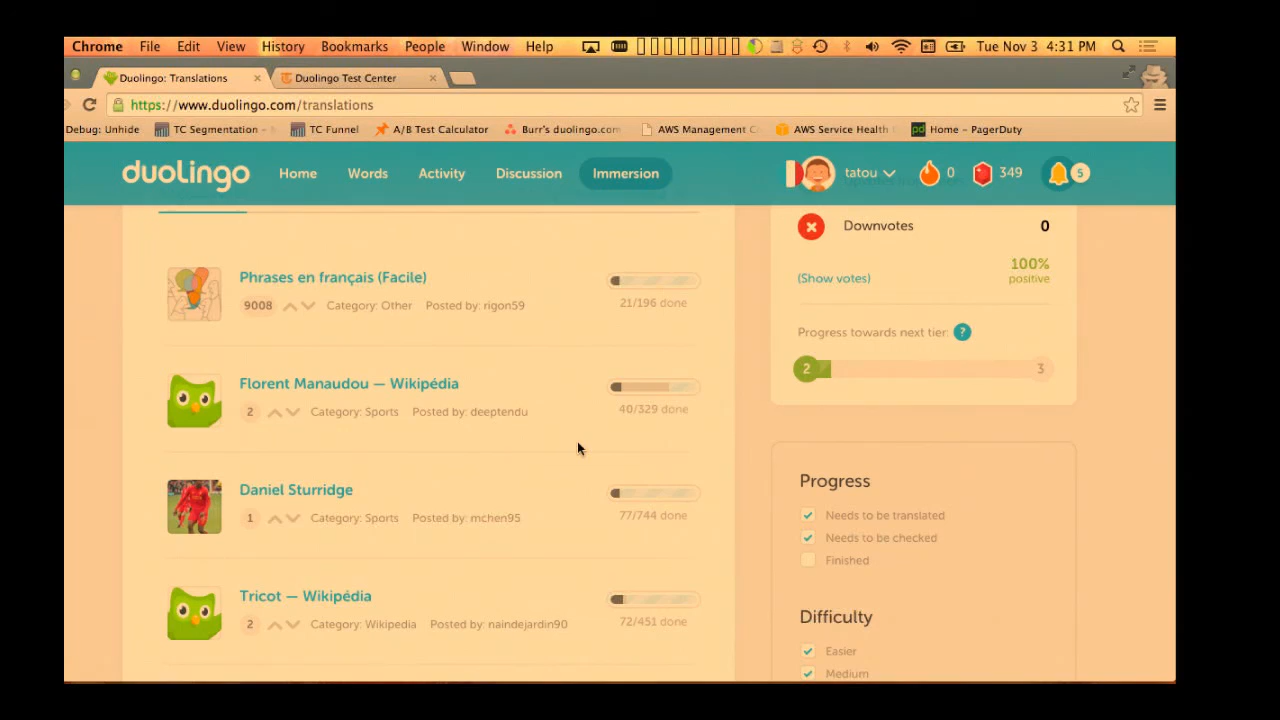 Chrome File Edit View History Bookmarks People Window Help Tue Nov 3 4:31 PM
Duolingo: Translations Duolingo Test Center
https://www.duolingo.com/translations
Debug: Unhide TC Segmentation - TC Funnel A/B Test Calculator Burr's duolingo.com AWS Management C AWS Service Health Home - PagerDuty
duolingo Home Words Activity Discussion Immersion tatou 0 349 5
Downvotes 0
100%
(Show votes) positive
Progress towards next tier: ?
2 3
Phrases en français (Facile)
9008 Category: Other Posted by: rigon59 21/196 done
Florent Manaudou — Wikipédia
2 Category: Sports Posted by: deeptendu 40/329 done
Daniel Sturridge
1 Category: Sports Posted by: mchen95 77/744 done
Tricot — Wikipédia
2 Category: Wikipedia Posted by: naindejardin90 72/451 done
Progress
Needs to be translated
Needs to be checked
Finished
Difficulty
Easier
Medium